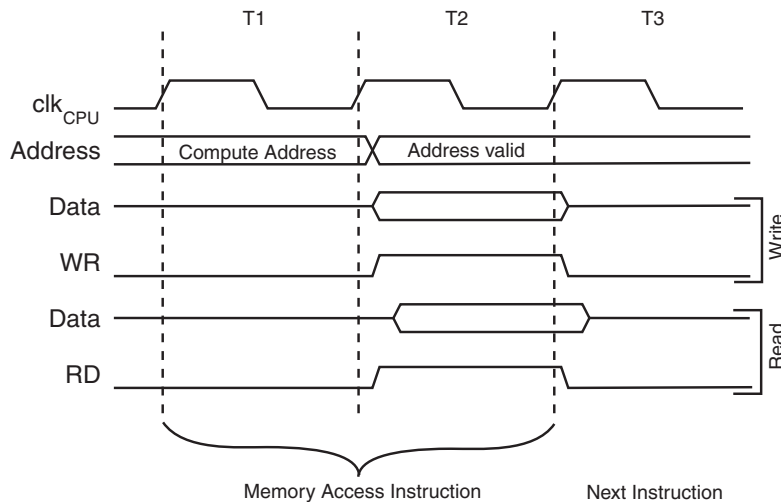 T1 T2 T3
clkCPU
Address Compute Address Address valid
Data
WR
Write
Data
RD
Read
Memory Access Instruction Next Instruction